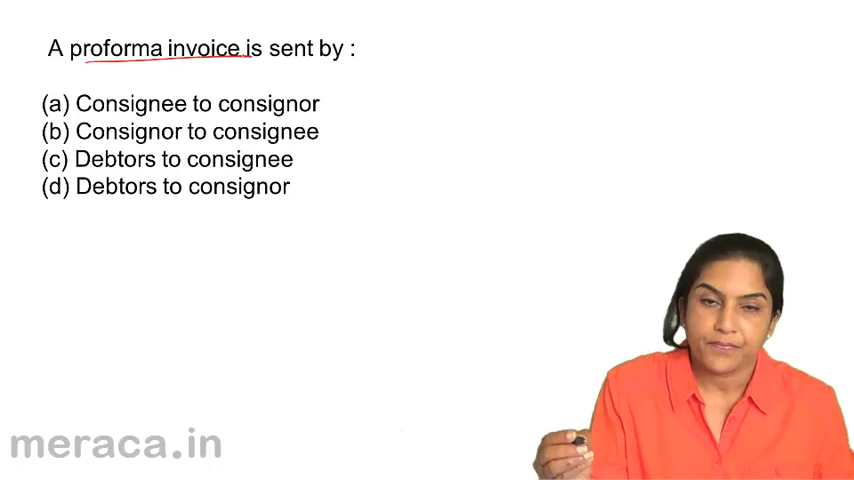 A proforma invoice is sent by :
(a) Consignee to consignor
(b) Consignor to consignee
(c) Debtors to consignee
(d) Debtors to consignor
meraca.in